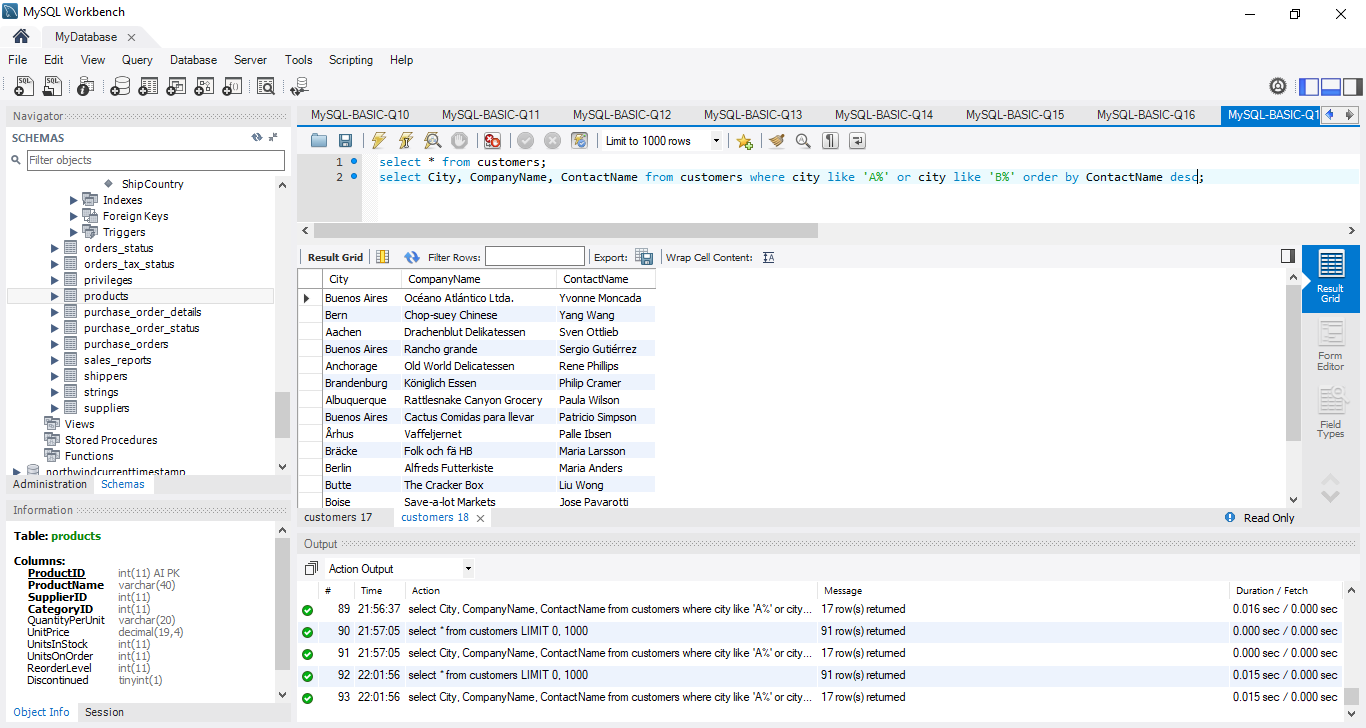 MySQL Workbench
MyDatabase
File Edit View Query Database Server Tools Scripting Help
Navigator
SCHEMAS
Filter objects
ShipCountry
Indexes
Foreign Keys
Triggers
orders_status
orders_tax_status
privileges
products
purchase_order_details
purchase_order_status
purchase_orders
sales_reports
shippers
strings
suppliers
Views
Stored Procedures
Functions
northwindcurrenttimestamp
Administration Schemas
Information
Table: products
Columns:
ProductID int(11) AI PK
ProductName varchar(40)
SupplierID int(11)
CategoryID int(11)
QuantityPerUnit varchar(20)
UnitPrice decimal(19,4)
UnitsInStock int(11)
UnitsOnOrder int(11)
ReorderLevel int(11)
Discontinued tinyint(1)
Object Info Session
MySQL-BASIC-Q10 MySQL-BASIC-Q11 MySQL-BASIC-Q12 MySQL-BASIC-Q13 MySQL-BASIC-Q14 MySQL-BASIC-Q15 MySQL-BASIC-Q16 MySQL-BASIC-Q1
Limit to 1000 rows
1 select * from customers;
2 select City, CompanyName, ContactName from customers where city like 'A%' or city like 'B%' order by ContactName desc;
Result Grid Filter Rows: Export: Wrap Cell Content: IA
City CompanyName ContactName
Buenos Aires Océano Atlántico Ltda. Yvonne Moncada
Bern Chop-suey Chinese Yang Wang
Aachen Drachenblut Delikatessen Sven Ottlieb
Buenos Aires Rancho grande Sergio Gutiérrez
Anchorage Old World Delicatessen Rene Phillips
Brandenburg Königlich Essen Philip Cramer
Albuquerque Rattlesnake Canyon Grocery Paula Wilson
Buenos Aires Cactus Comidas para llevar Patricio Simpson
Århus Vaffeljernet Palle Ibsen
Bräcke Folk och fä HB Maria Larsson
Berlin Alfreds Futterkiste Maria Anders
Butte The Cracker Box Liu Wong
Boise Save-a-lot Markets Jose Pavarotti
Result
Grid
Form
Editor
Field
Types
customers 17 customers 18 Read Only
Output
Action Output
# Time Action Message Duration / Fetch
89 21:56:37 select City, CompanyName, ContactName from customers where city like 'A%' or city... 17 row(s) returned 0.016 sec / 0.000 sec
90 21:57:05 select * from customers LIMIT 0, 1000 91 row(s) returned 0.000 sec / 0.000 sec
91 21:57:05 select City, CompanyName, ContactName from customers where city like 'A%' or city... 17 row(s) returned 0.000 sec / 0.000 sec
92 22:01:56 select * from customers LIMIT 0, 1000 91 row(s) returned 0.015 sec / 0.000 sec
93 22:01:56 select City, CompanyName, ContactName from customers where city like 'A%' or city... 17 row(s) returned 0.015 sec / 0.000 sec